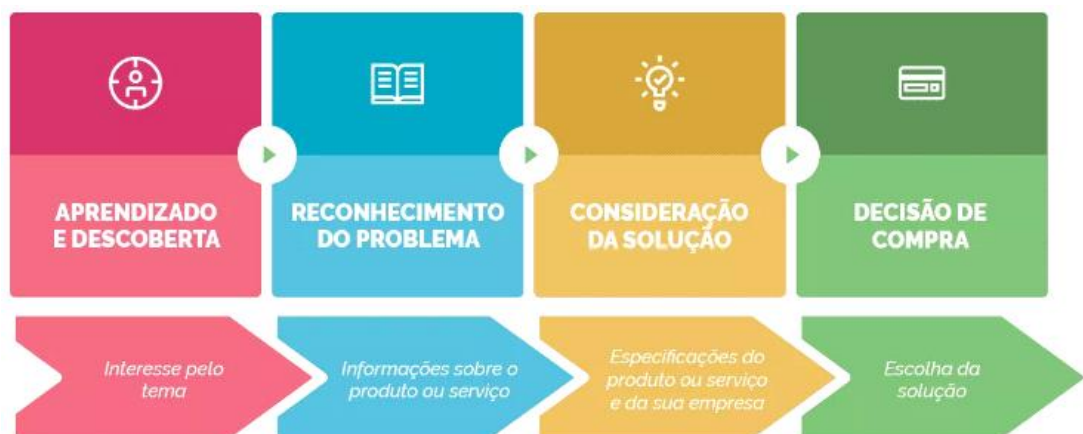 APRENDIZADO
E DESCOBERTA
RECONHECIMENTO
DO PROBLEMA
CONSIDERAÇÃO
DA SOLUÇÃO
DECISÃO DE
COMPRA
Interesse pelo
tema
Informações sobre o
produto ou serviço
Especificações do
produto ou serviço
e da sua empresa
Escolha da
solução